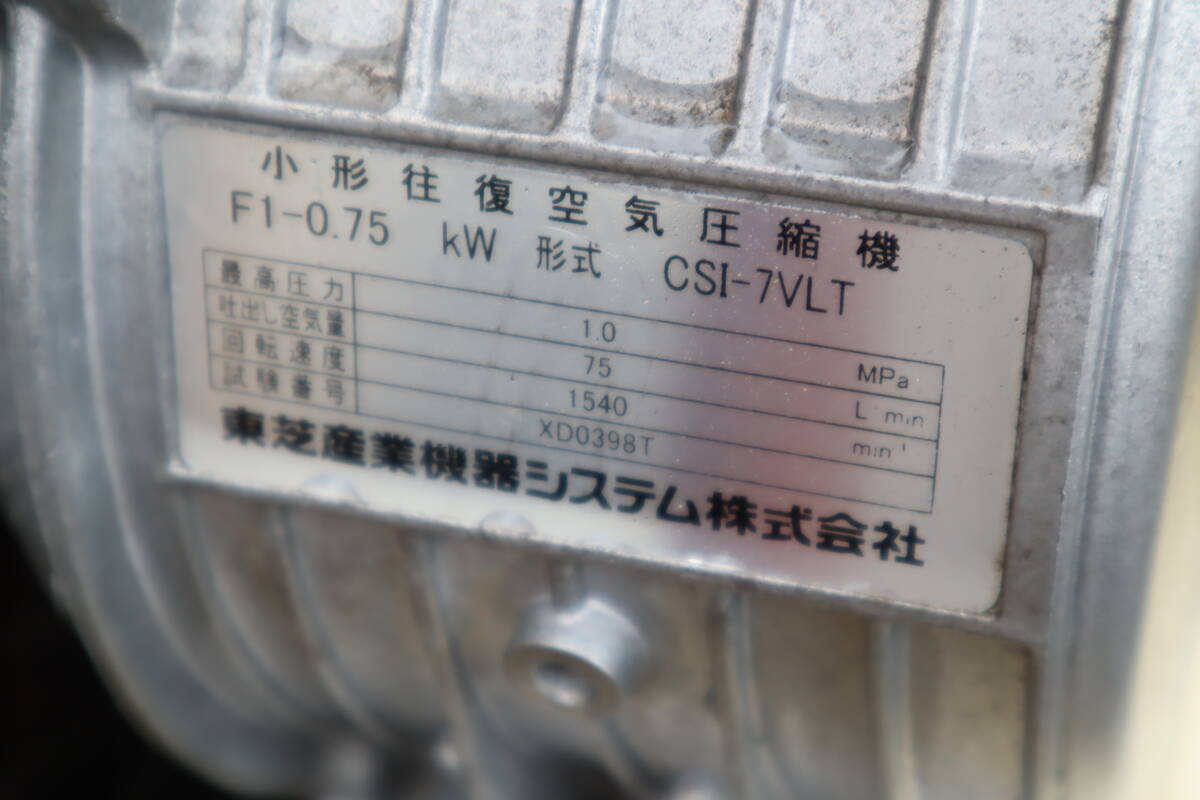 小形往復空気圧縮機
F1-0.75 kW 形式 CSI-7VLT
最高圧力 1.0 MPa
吐出し空気量 75 L min
回転速度 1540 min⁻¹
試験番号 XD0398T
東芝産業機器システム株式会社